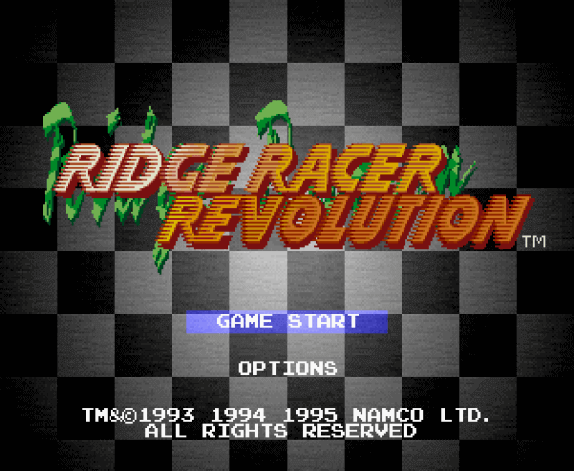 RIDGE RACER
REVOLUTION TM
GAME START
OPTIONS
TM&©1993 1994 1995 NAMCO LTD.
ALL RIGHTS RESERVED